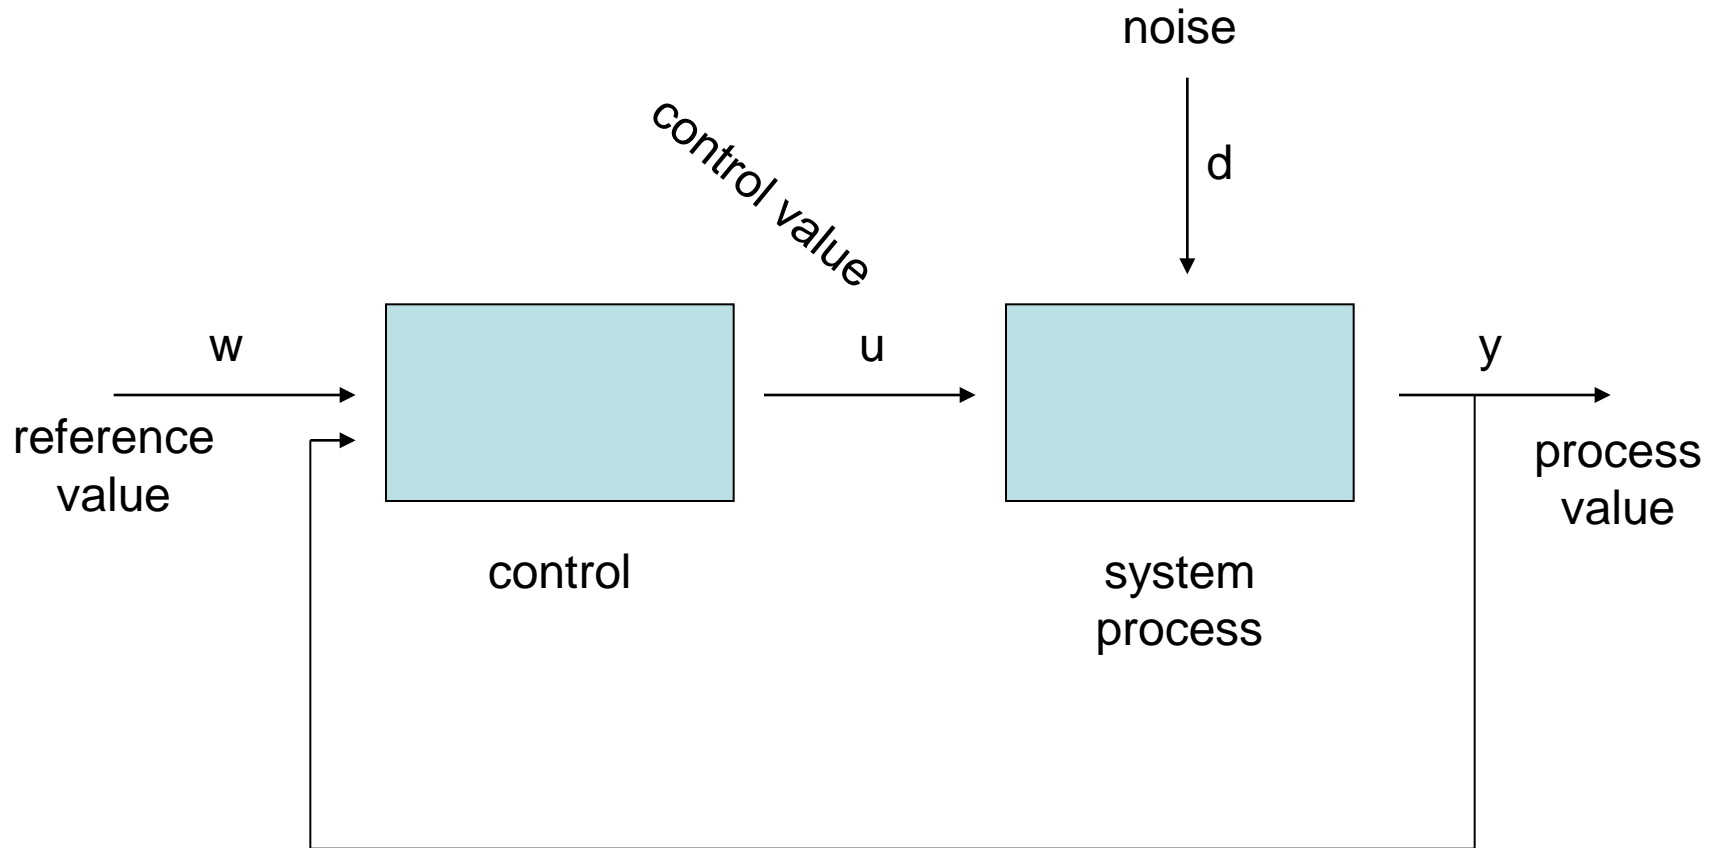 noise
control value
d
w
u
y
reference
value
process
value
control
system
process